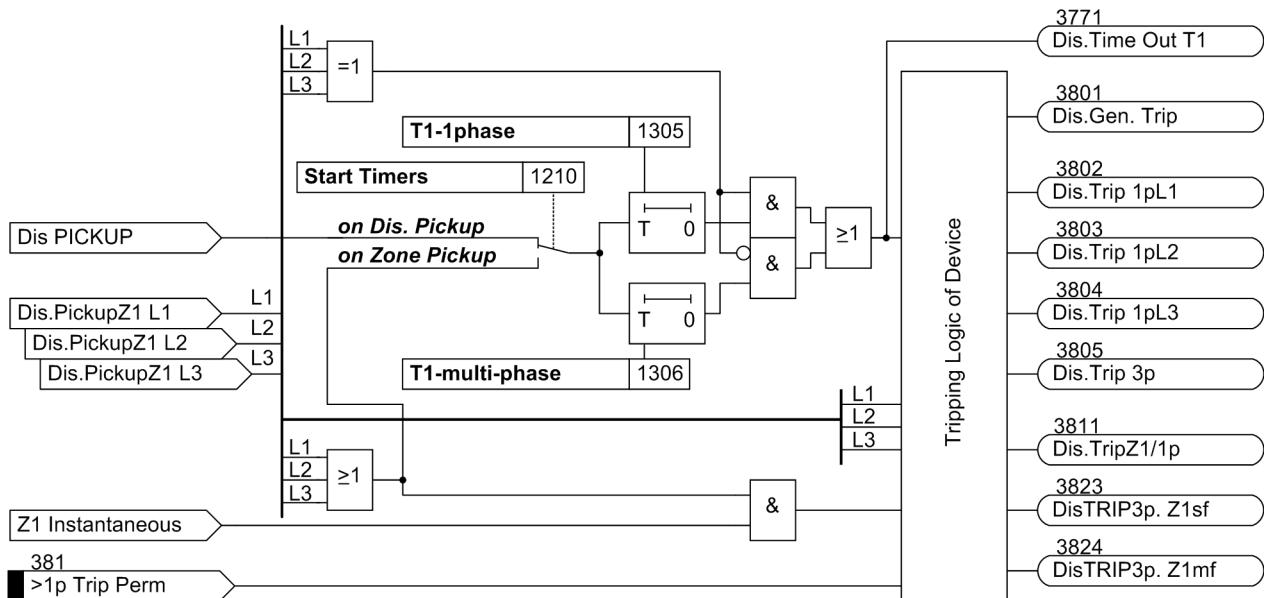 3771
Dis.Time Out T1
L1
L2
L3
=1
3801
Dis.Gen. Trip
T1-1phase 1305
Start Timers 1210
3802
Dis.Trip 1pL1
T 0
&
Dis PICKUP
on Dis. Pickup
on Zone Pickup
≥1
3803
Dis.Trip 1pL2
&
Dis.PickupZ1 L1
L1
Dis.PickupZ1 L2
L2
Dis.PickupZ1 L3
L3
T 0
3804
Dis.Trip 1pL3
T1-multi-phase 1306
3805
Dis.Trip 3p
L1
L2
L3
Tripping Logic of Device
3811
Dis.TripZ1/1p
L1
L2
L3
≥1
Z1 Instantaneous
&
3823
DisTRIP3p. Z1sf
381
>1p Trip Perm
3824
DisTRIP3p. Z1mf